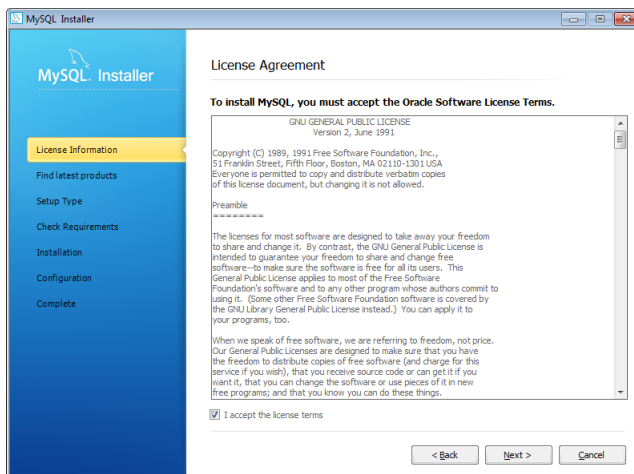 MySQL Installer
MySQL. Installer
License Information
Find latest products
Setup Type
Check Requirements
Installation
Configuration
Complete
License Agreement
To install MySQL, you must accept the Oracle Software License Terms.
GNU GENERAL PUBLIC LICENSE
Version 2, June 1991
Copyright (C) 1989, 1991 Free Software Foundation, Inc.,
51 Franklin Street, Fifth Floor, Boston, MA 02110-1301 USA
Everyone is permitted to copy and distribute verbatim copies
of this license document, but changing it is not allowed.
Preamble
========
The licenses for most software are designed to take away your freedom
to share and change it.  By contrast, the GNU General Public License is
intended to guarantee your freedom to share and change free
software--to make sure the software is free for all its users.  This
General Public License applies to most of the Free Software
Foundation's software and to any other program whose authors commit to
using it.  (Some other Free Software Foundation software is covered by
the GNU Library General Public License instead.)  You can apply it to
your programs, too.
When we speak of free software, we are referring to freedom, not price.
Our General Public Licenses are designed to make sure that you have
the freedom to distribute copies of free software (and charge for this
service if you wish), that you receive source code or can get it if you
want it, that you can change the software or use pieces of it in new
free programs; and that you know you can do these things.
I accept the license terms
< Back
Next >
Cancel